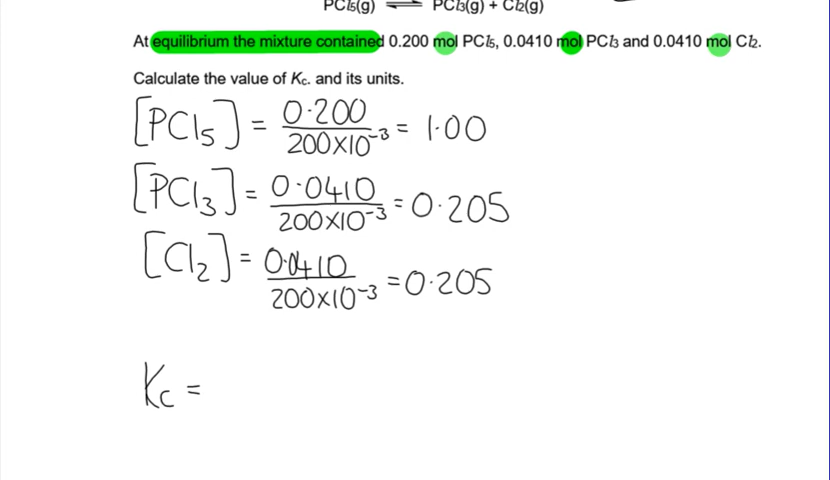 PCl5(g) ⇌ PCl3(g) + Cl2(g)
At equilibrium the mixture contained 0.200 mol PCl5, 0.0410 mol PCl3 and 0.0410 mol Cl2.
Calculate the value of Kc. and its units.
[PCl5] = 0.200 / 200×10⁻³ = 1.00
[PCl3] = 0.0410 / 200×10⁻³ = 0.205
[Cl2] = 0.0410 / 200×10⁻³ = 0.205
Kc =